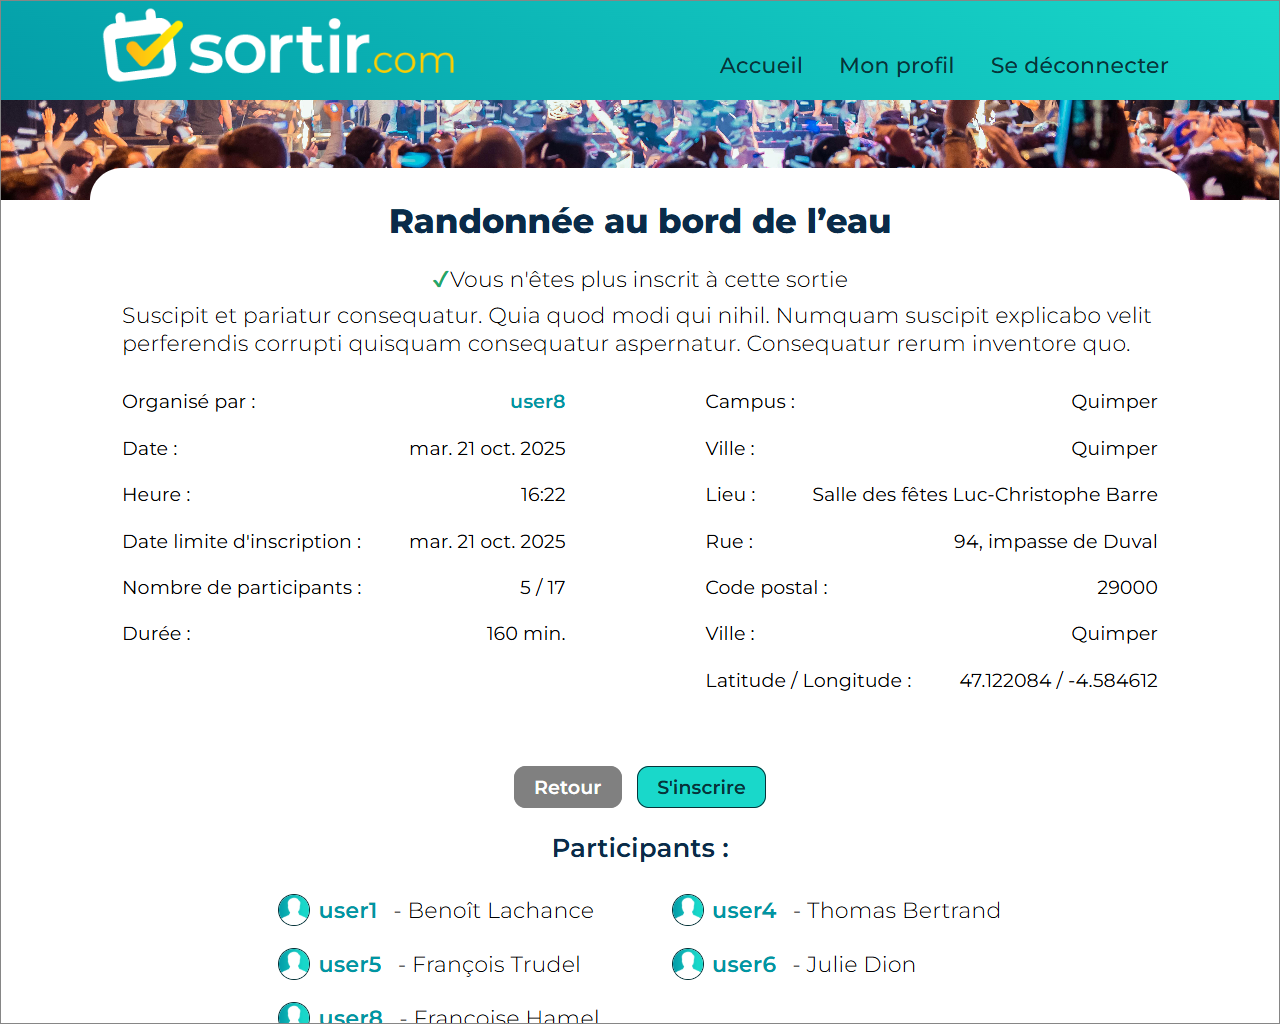 sortir.com
Accueil Mon profil Se déconnecter
Randonnée au bord de l’eau
Vous n'êtes plus inscrit à cette sortie
Suscipit et pariatur consequatur. Quia quod modi qui nihil. Numquam suscipit explicabo velit
perferendis corrupti quisquam consequatur aspernatur. Consequatur rerum inventore quo.
Organisé par : user8
Date : mar. 21 oct. 2025
Heure : 16:22
Date limite d'inscription : mar. 21 oct. 2025
Nombre de participants : 5 / 17
Durée : 160 min.
Campus : Quimper
Ville : Quimper
Lieu : Salle des fêtes Luc-Christophe Barre
Rue : 94, impasse de Duval
Code postal : 29000
Ville : Quimper
Latitude / Longitude : 47.122084 / -4.584612
Retour S'inscrire
Participants :
user1 - Benoît Lachance user4 - Thomas Bertrand
user5 - François Trudel user6 - Julie Dion
user8 - Françoise Hamel